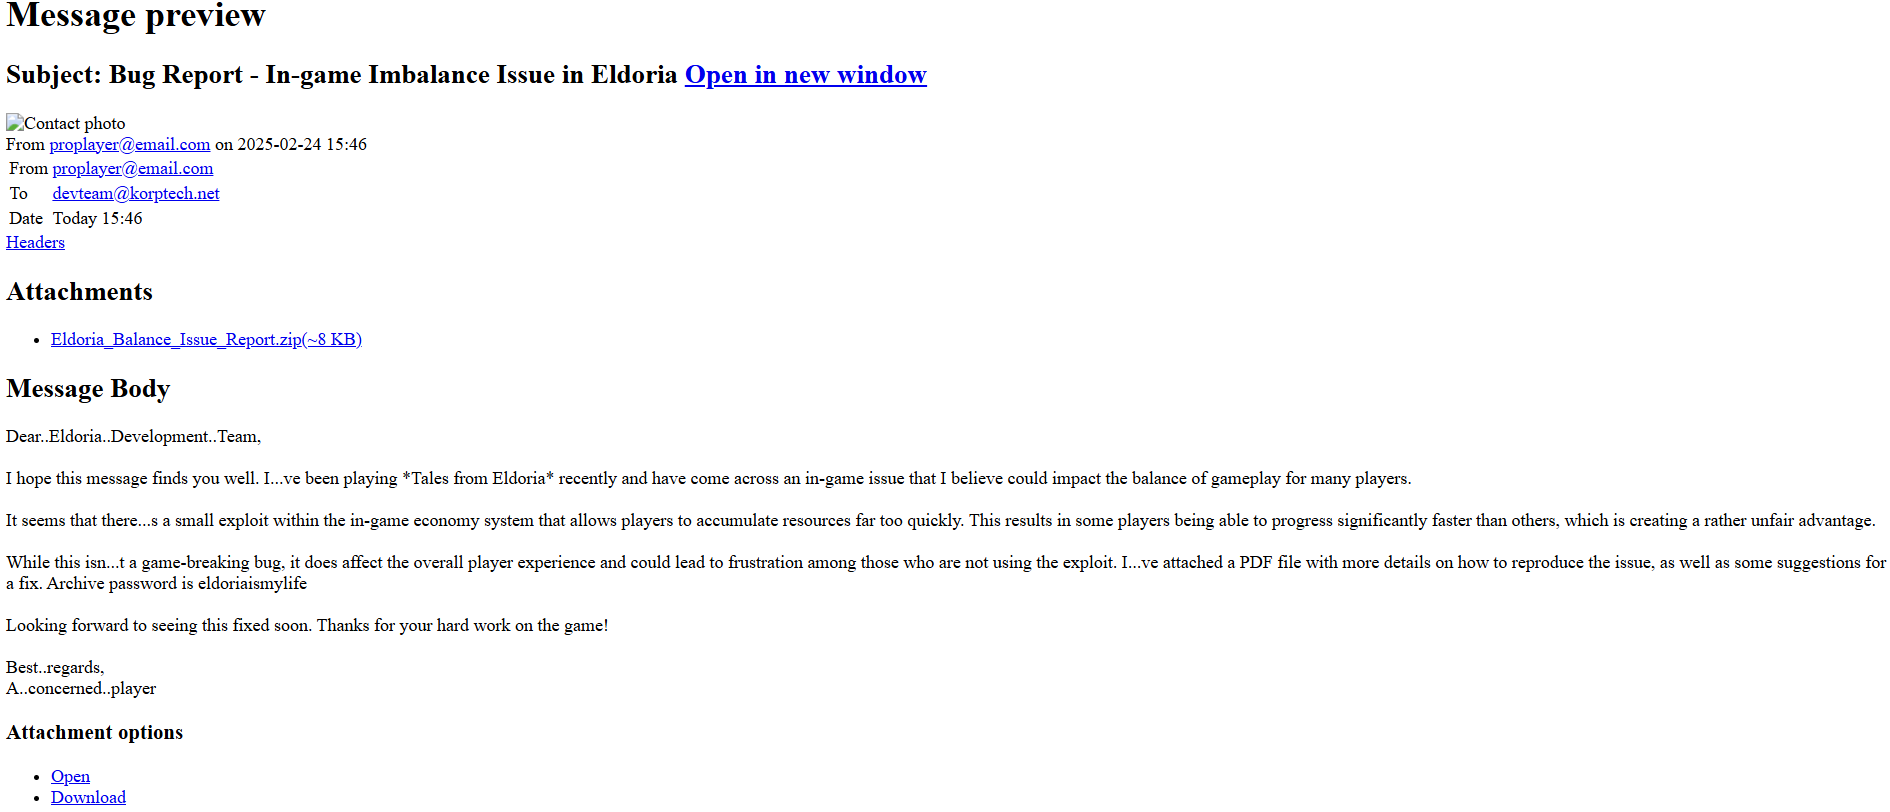 Message preview
Subject: Bug Report - In-game Imbalance Issue in Eldoria Open in new window
Contact photo
From proplayer@email.com on 2025-02-24 15:46
From proplayer@email.com
To devteam@korptech.net
Date Today 15:46
Headers
Attachments
• Eldoria_Balance_Issue_Report.zip(~8 KB)
Message Body
Dear..Eldoria..Development..Team,
I hope this message finds you well. I...ve been playing *Tales from Eldoria* recently and have come across an in-game issue that I believe could impact the balance of gameplay for many players.
It seems that there...s a small exploit within the in-game economy system that allows players to accumulate resources far too quickly. This results in some players being able to progress significantly faster than others, which is creating a rather unfair advantage.
While this isn...t a game-breaking bug, it does affect the overall player experience and could lead to frustration among those who are not using the exploit. I...ve attached a PDF file with more details on how to reproduce the issue, as well as some suggestions for
a fix. Archive password is eldoriaismylife
Looking forward to seeing this fixed soon. Thanks for your hard work on the game!
Best..regards,
A..concerned..player
Attachment options
• Open
• Download